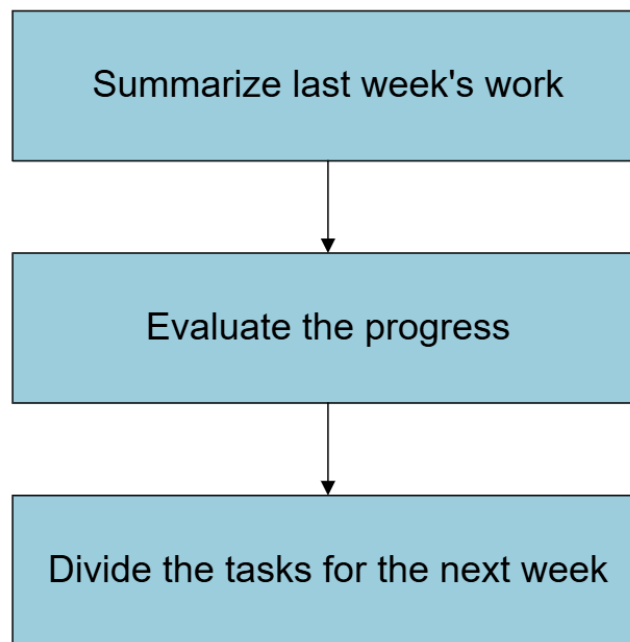 Summarize last week's work
Evaluate the progress
Divide the tasks for the next week